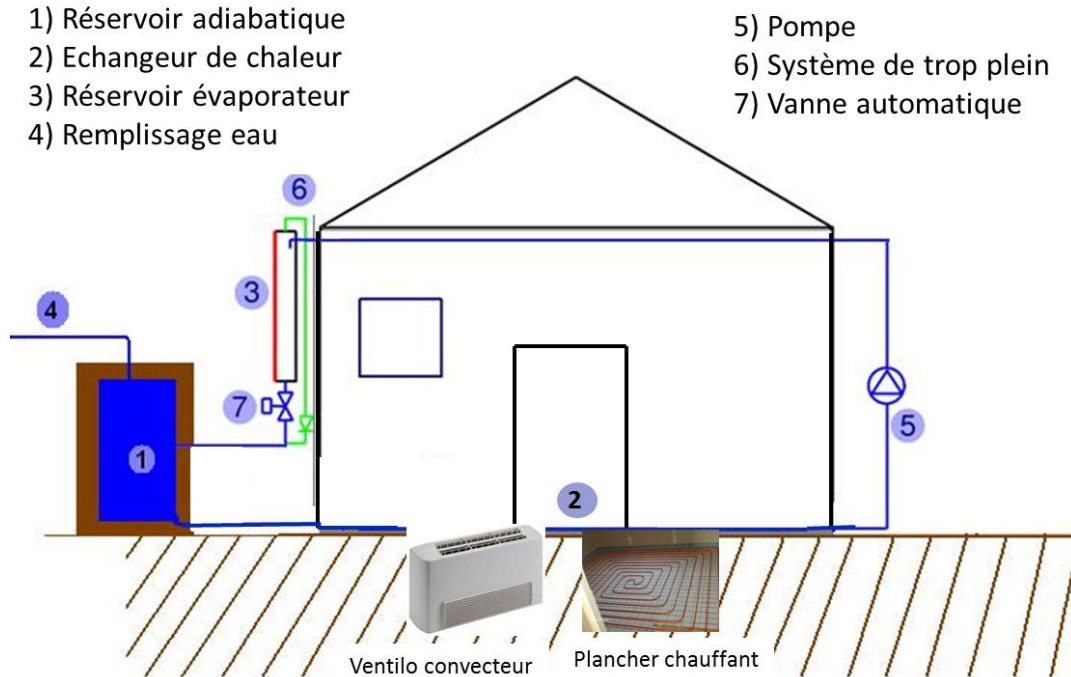 1) Réservoir adiabatique
2) Echangeur de chaleur
3) Réservoir évaporateur
4) Remplissage eau
5) Pompe
6) Système de trop plein
7) Vanne automatique
6
3
4
7
1
5
2
Ventilo convecteur
Plancher chauffant